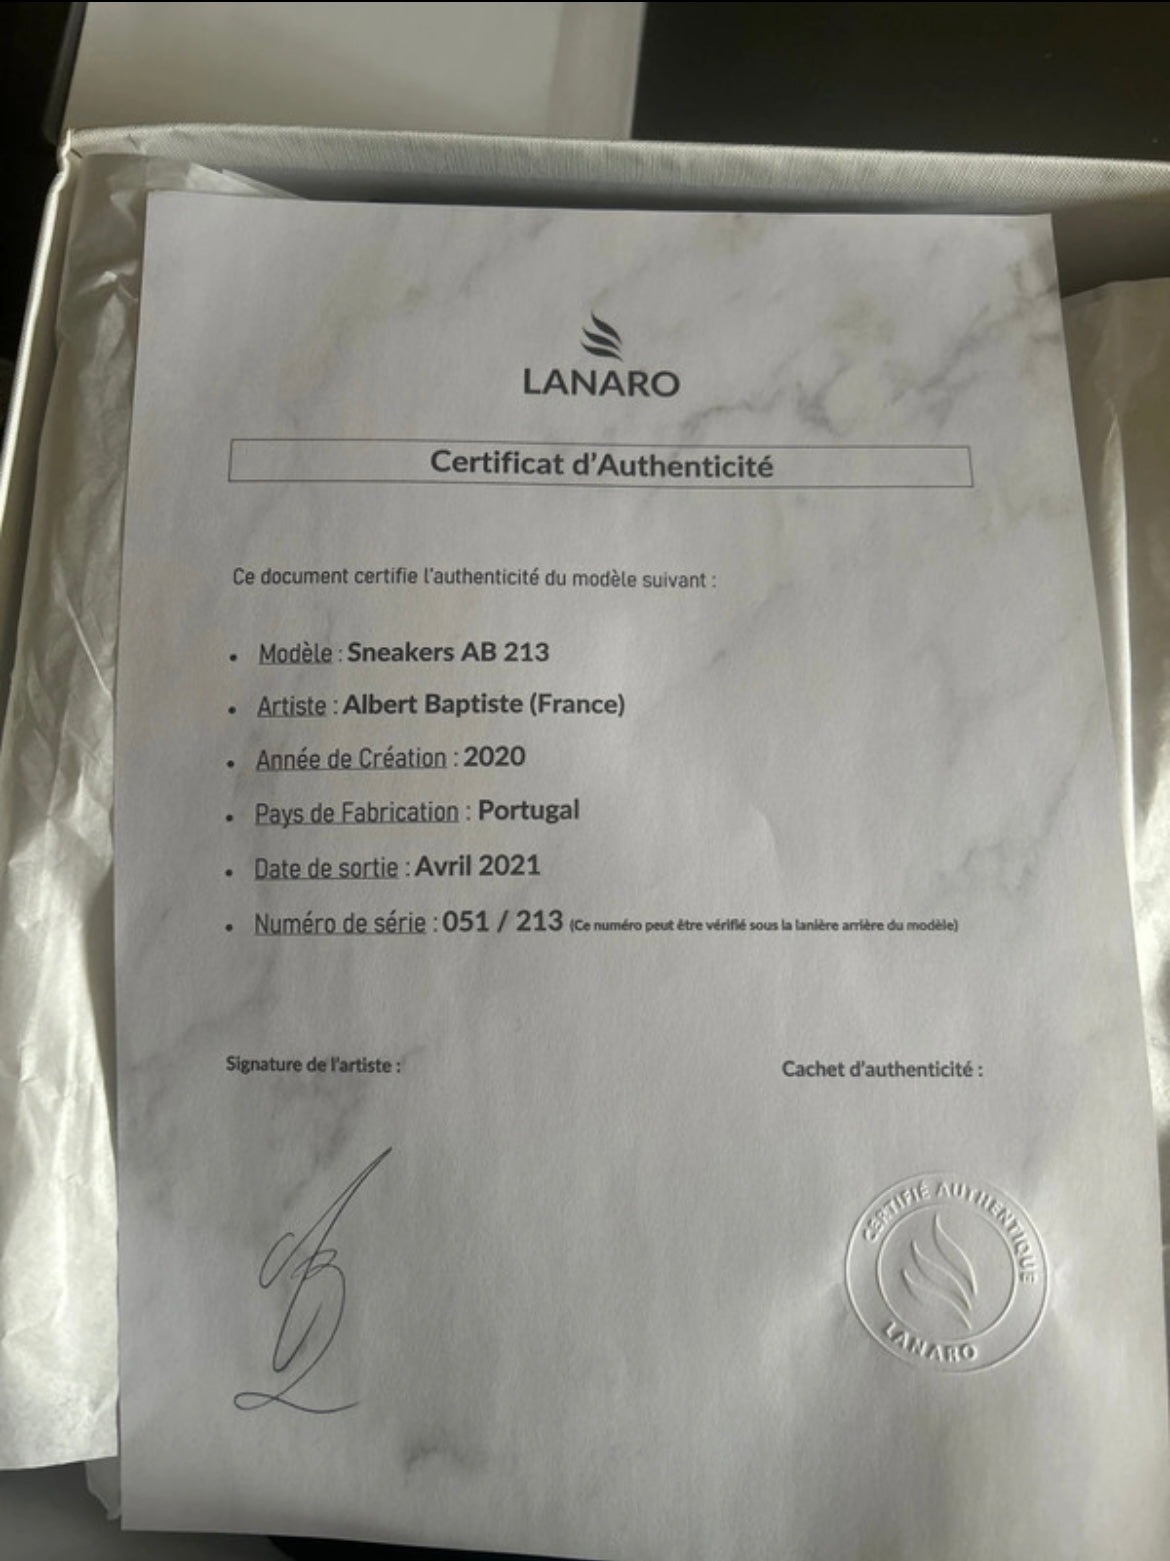 LANARO
Certificat d'Authenticité
Ce document certifie l'authenticité du modèle suivant :
• Modèle : Sneakers AB 213
• Artiste : Albert Baptiste (France)
• Année de Création : 2020
• Pays de Fabrication : Portugal
• Date de sortie : Avril 2021
• Numéro de série : 051 / 213 (Ce numéro peut être vérifié sous la lanière arrière du modèle)
Signature de l'artiste :
Cachet d'authenticité :
CERTIFIÉ AUTHENTIQUE
LANARO